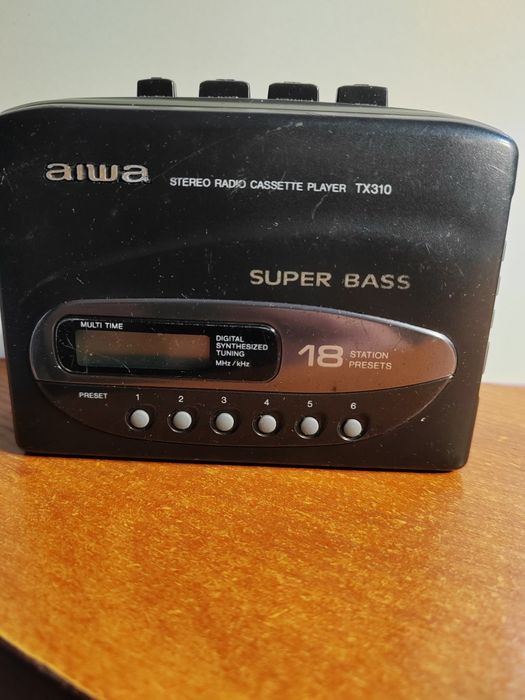 aiwa
STEREO RADIO CASSETTE PLAYER TX310
SUPER BASS
MULTI TIME
DIGITAL
SYNTHESIZED
TUNING
MHz/kHz
18 STATION
PRESETS
PRESET 1 2 3 4 5 6